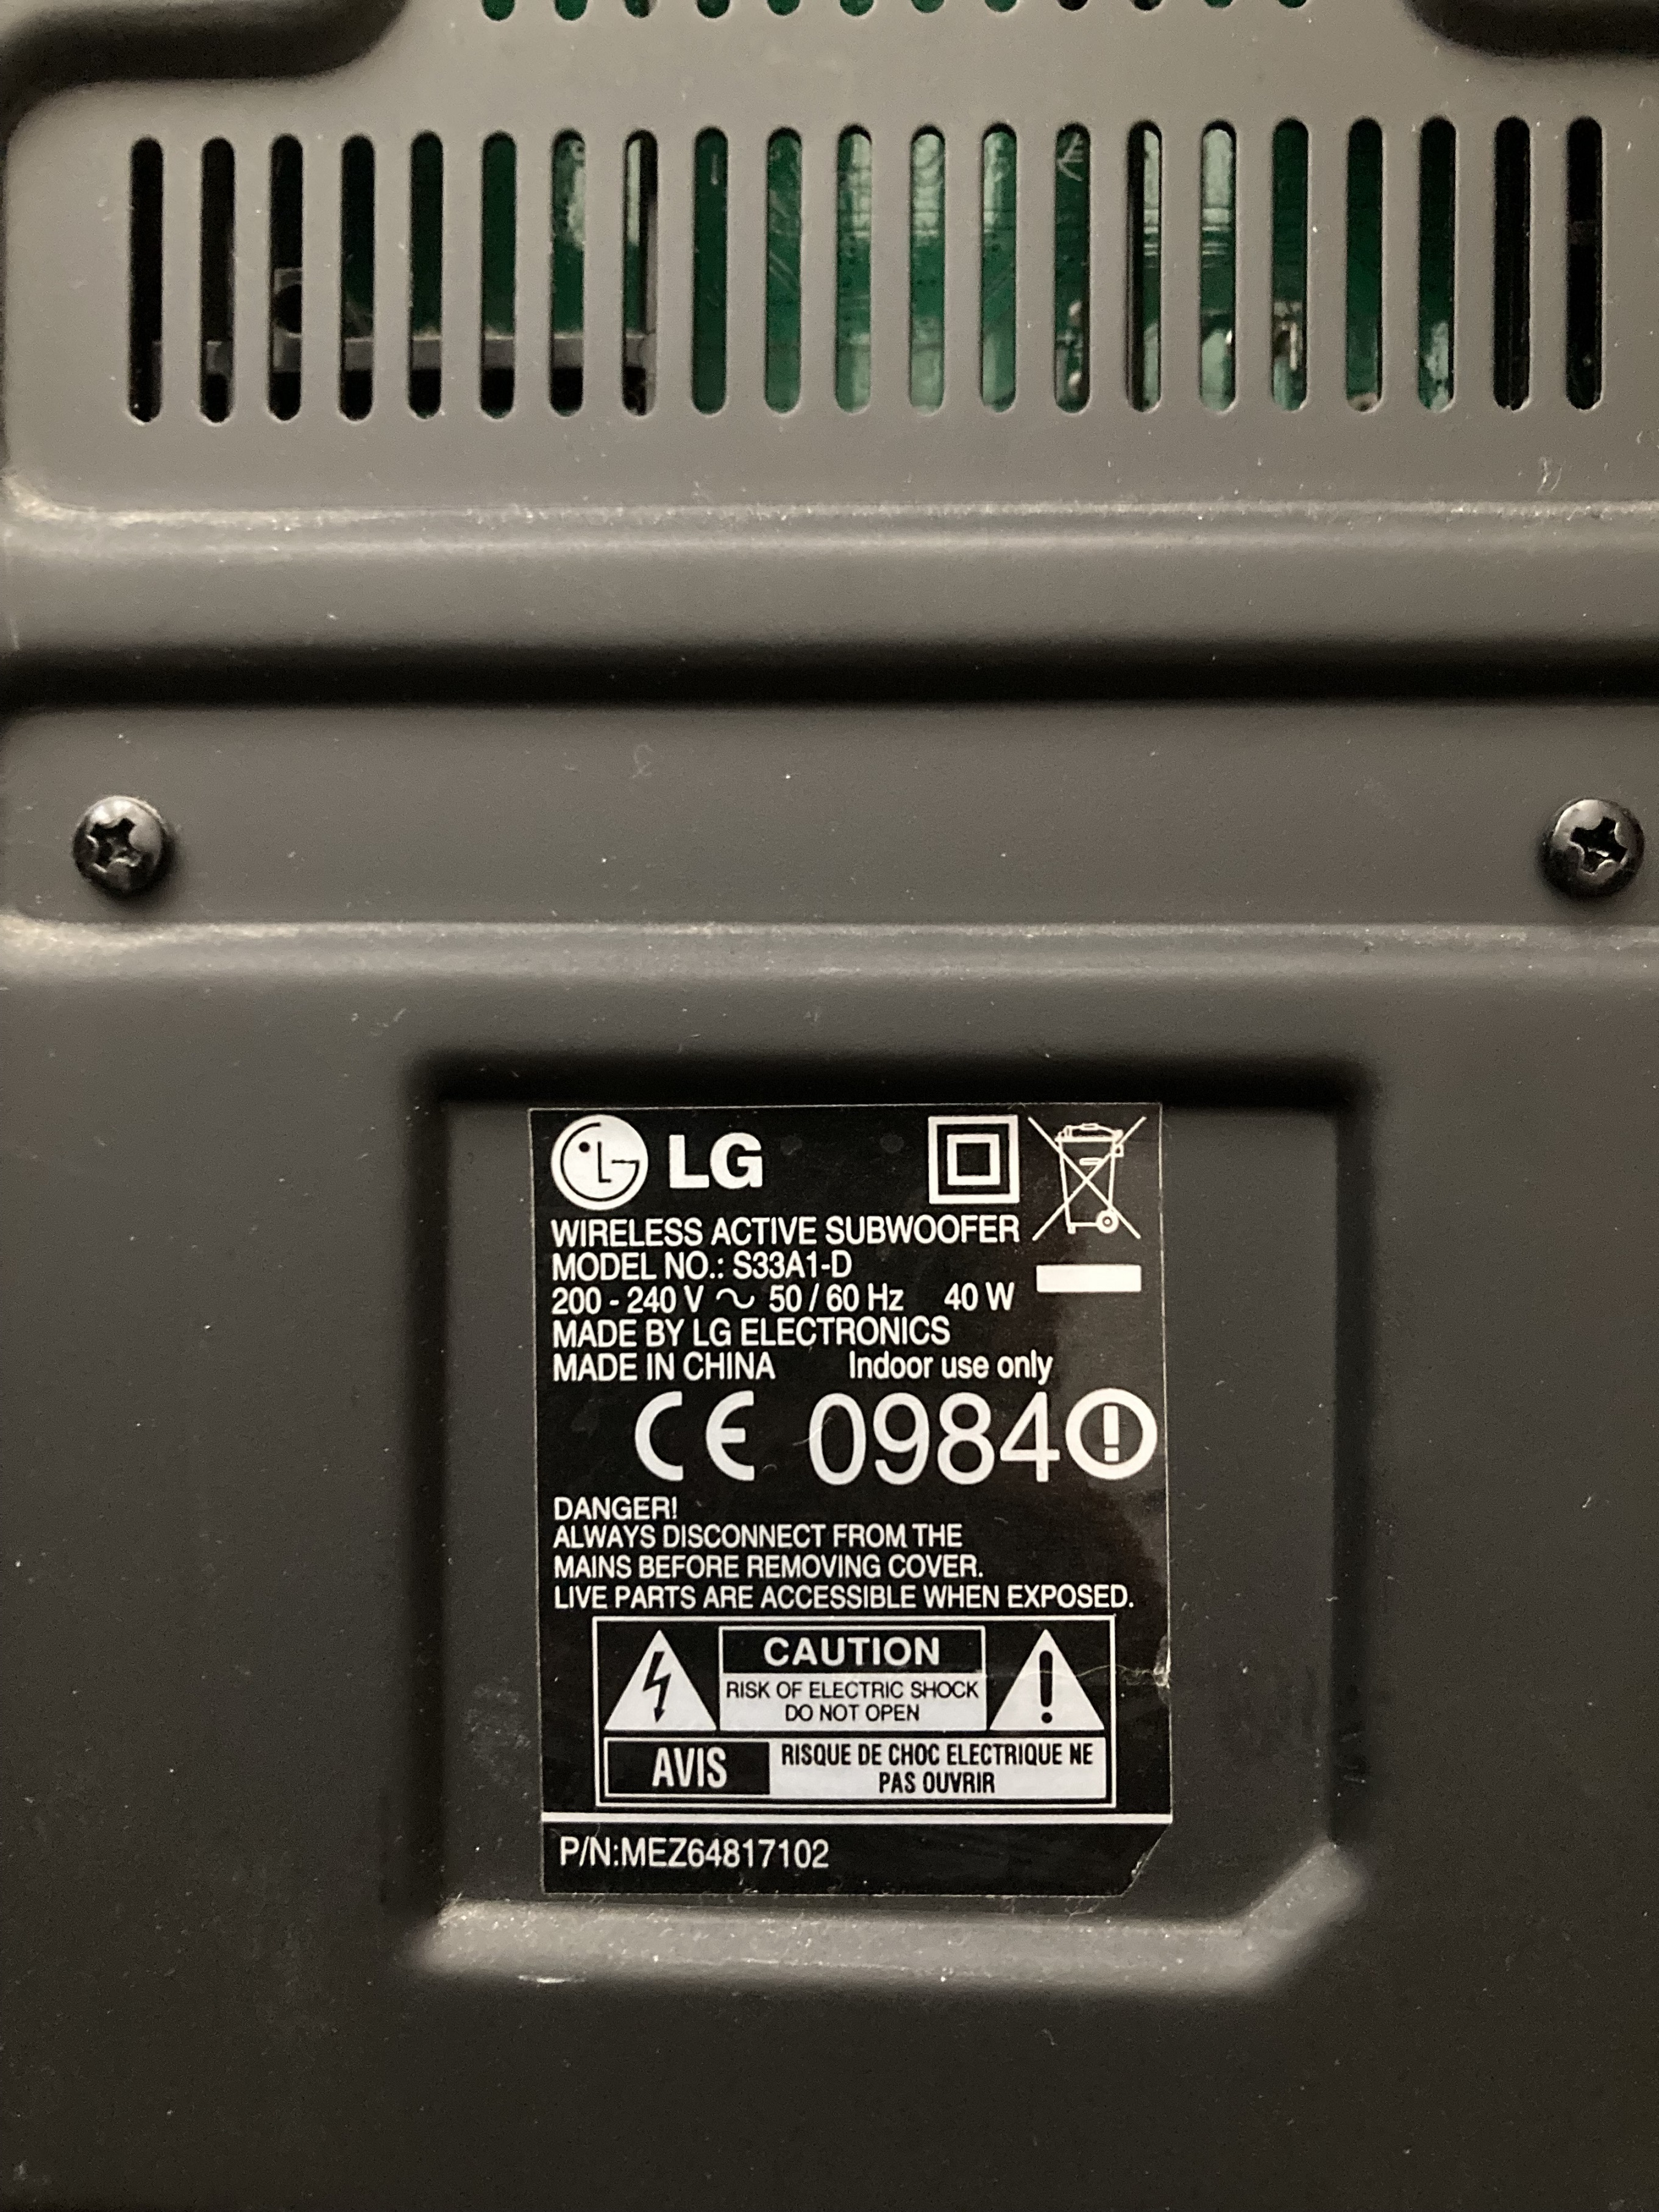 LG
WIRELESS ACTIVE SUBWOOFER
MODEL NO.: S33A1-D
200 - 240 V ~ 50 / 60 Hz 40 W
MADE BY LG ELECTRONICS
MADE IN CHINA Indoor use only
CE 0984
DANGER!
ALWAYS DISCONNECT FROM THE
MAINS BEFORE REMOVING COVER.
LIVE PARTS ARE ACCESSIBLE WHEN EXPOSED.
CAUTION
RISK OF ELECTRIC SHOCK
DO NOT OPEN
AVIS
RISQUE DE CHOC ELECTRIQUE NE
PAS OUVRIR
P/N:MEZ64817102